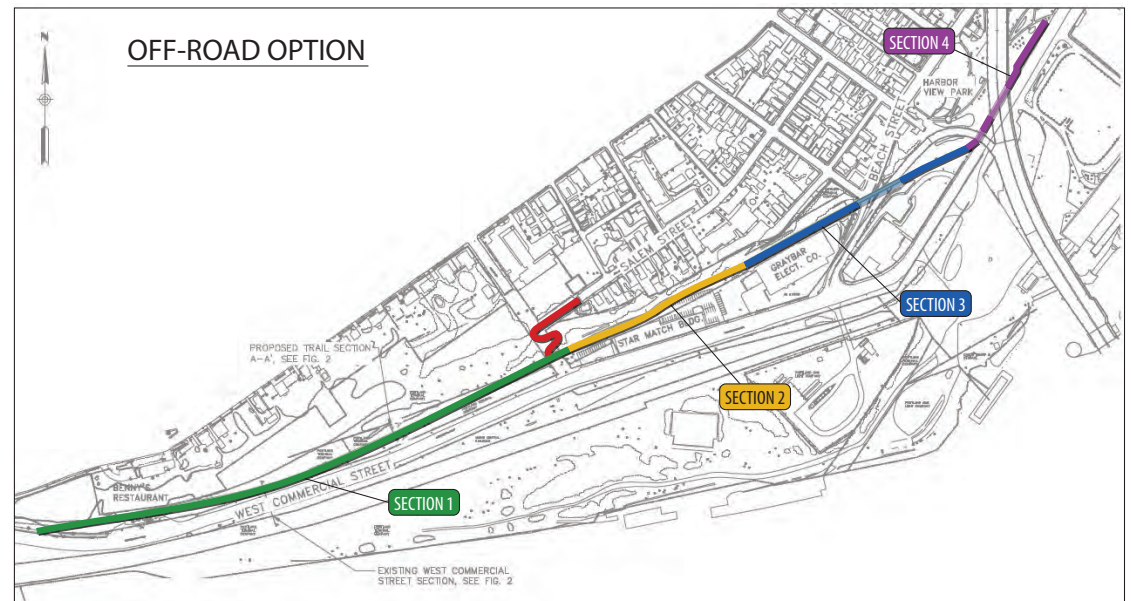 OFF-ROAD OPTION
N
SECTION 4
HARBOR
VIEW PARK
BEACH STREET
SALEM STREET
GRAYBAR
ELECT. CO.
SECTION 3
STAR MATCH BLDG.
PROPOSED TRAIL SECTION
A-A', SEE FIG. 2
SECTION 2
BENNY'S
RESTAURANT
WEST COMMERCIAL STREET
SECTION 1
EXISTING WEST COMMERCIAL
STREET SECTION, SEE FIG. 2